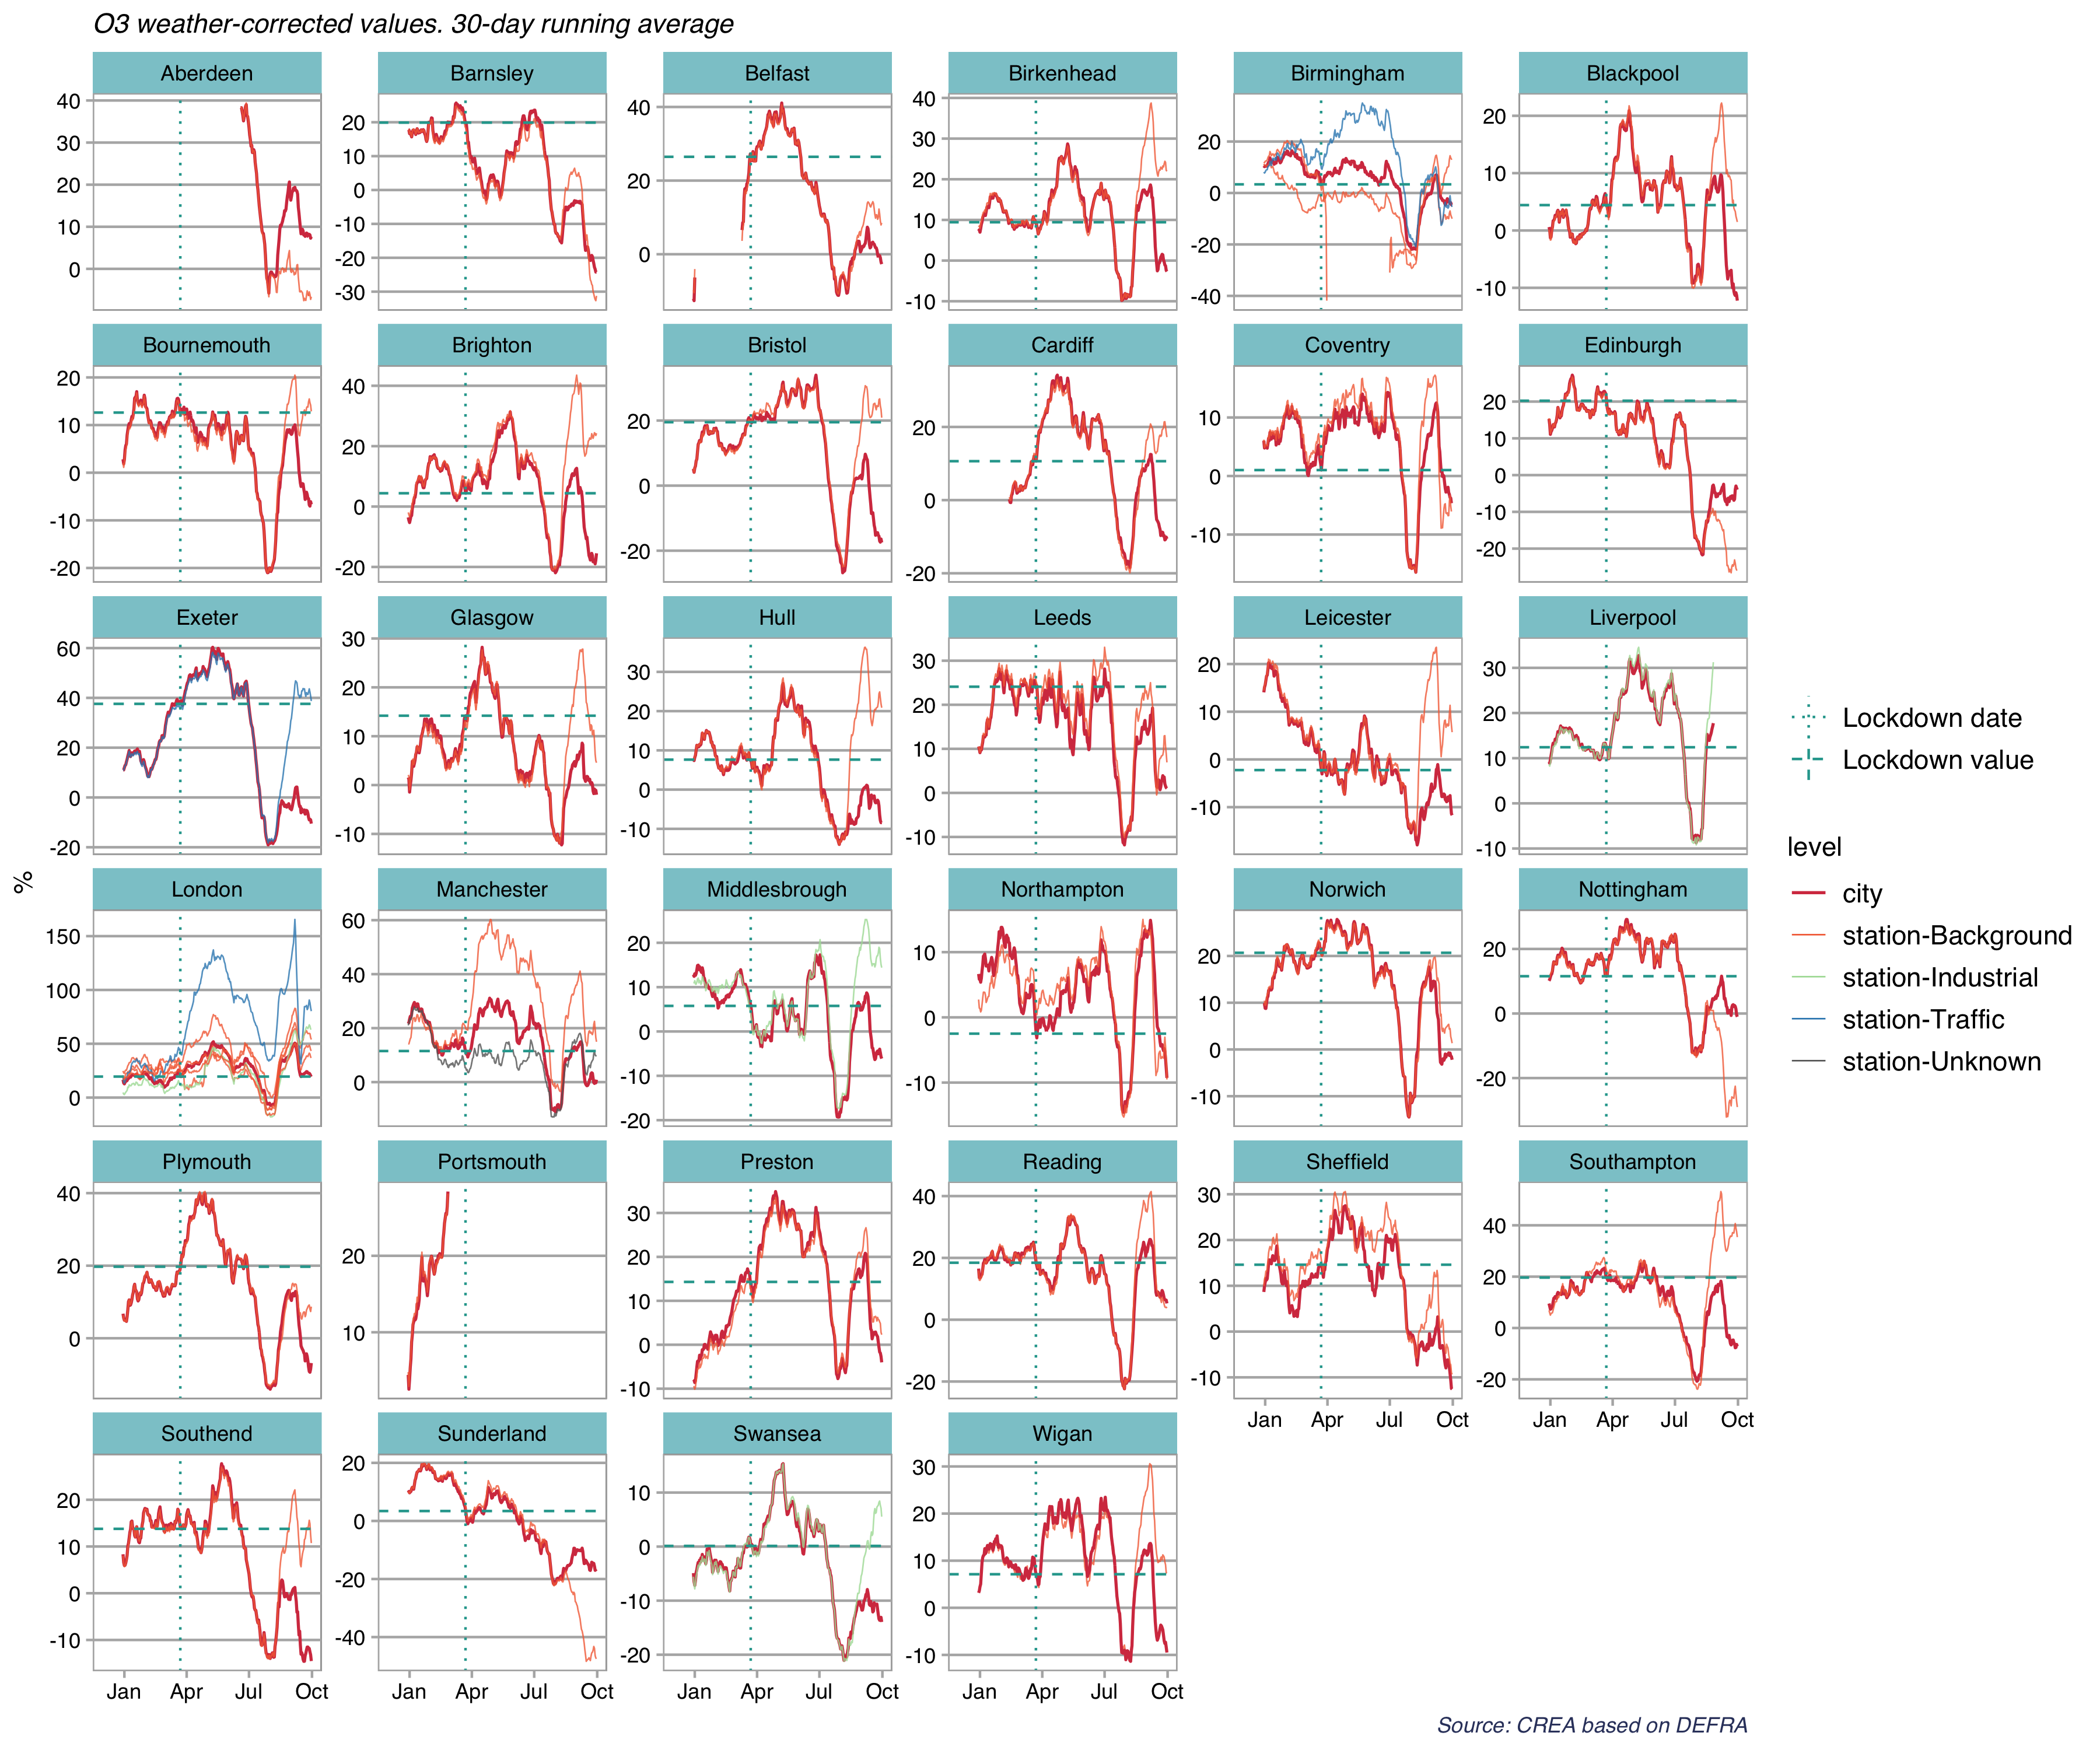 O3 weather-corrected values. 30-day running average
Aberdeen Barnsley Belfast Birkenhead Birmingham Blackpool
40 30 20 10 0
20 10 0 -10 -20 -30
40 20 0
40 30 20 10 0 -10
20 0 -20 -40
20 10 0 -10
Bournemouth Brighton Bristol Cardiff Coventry Edinburgh
20 10 0 -10 -20
40 20 0 -20
20 0 -20
20 0 -20
10 0 -10
20 10 0 -10 -20
Exeter Glasgow Hull Leeds Leicester Liverpool
60 40 20 0 -20
30 20 10 0 -10
30 20 10 0 -10
30 20 10 0 -10
20 10 0 -10
30 20 10 0 -10
%
London Manchester Middlesbrough Northampton Norwich Nottingham
150 100 50 0
60 40 20 0
20 10 0 -10 -20
10 0 -10
20 10 0 -10
20 0 -20
Plymouth Portsmouth Preston Reading Sheffield Southampton
40 20 0
20 10
30 20 10 0 -10
40 20 0 -20
30 20 10 0 -10
40 20 0 -20
Jan Apr Jul Oct Jan Apr Jul Oct
Southend Sunderland Swansea Wigan
20 10 0 -10
20 0 -20 -40
10 0 -10 -20
30 20 10 0 -10
Jan Apr Jul Oct Jan Apr Jul Oct Jan Apr Jul Oct Jan Apr Jul Oct
Lockdown date
Lockdown value
level
city
station-Background
station-Industrial
station-Traffic
station-Unknown
Source: CREA based on DEFRA